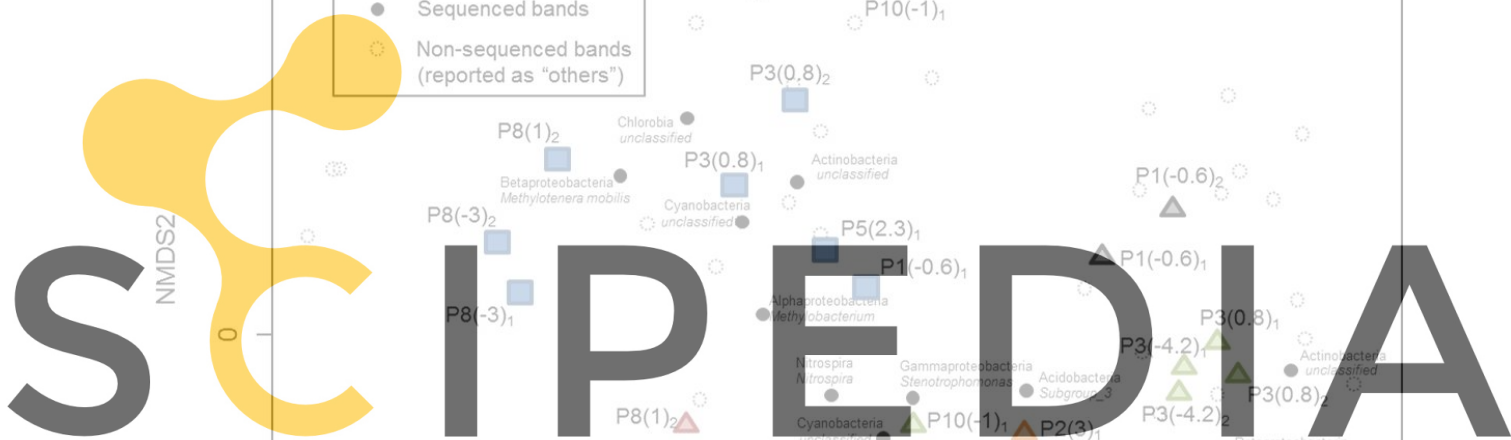 Sequenced bands
P10(-1)₁
Non-sequenced bands
(reported as "others")
P3(0.8)₂
Chlorobia
unclassified
P8(1)₂
P3(0.8)₁
Actinobacteria
unclassified
P1(-0.6)₂
Betaproteobacteria
Methylotenera mobilis
Cyanobacteria
unclassified
P8(-3)₂
P5(2.3)₁
NMDS2
P1(-0.6)₁
P1(-0.6)₁
P8(-3)₁
Alphaproteobacteria
Methylobacterium
0
P3(0.8)₁
P3(-4.2)₁
SCIPEDIA
Nitrospira
Nitrospira
Gammaproteobacteria
Stenotrophomonas
Acidobacteria
Subgroup_3
Actinobacteria
unclassified
P3(0.8)₂
P3(-4.2)₂
P8(1)₂
P10(-1)₁
P2(3)₁
Cyanobacteria